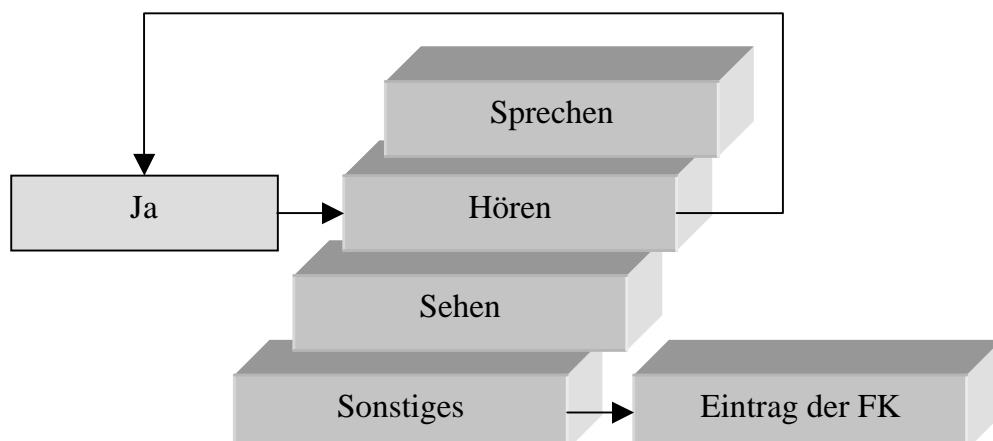 Sprechen
Ja
Hören
Sehen
Sonstiges
Eintrag der FK